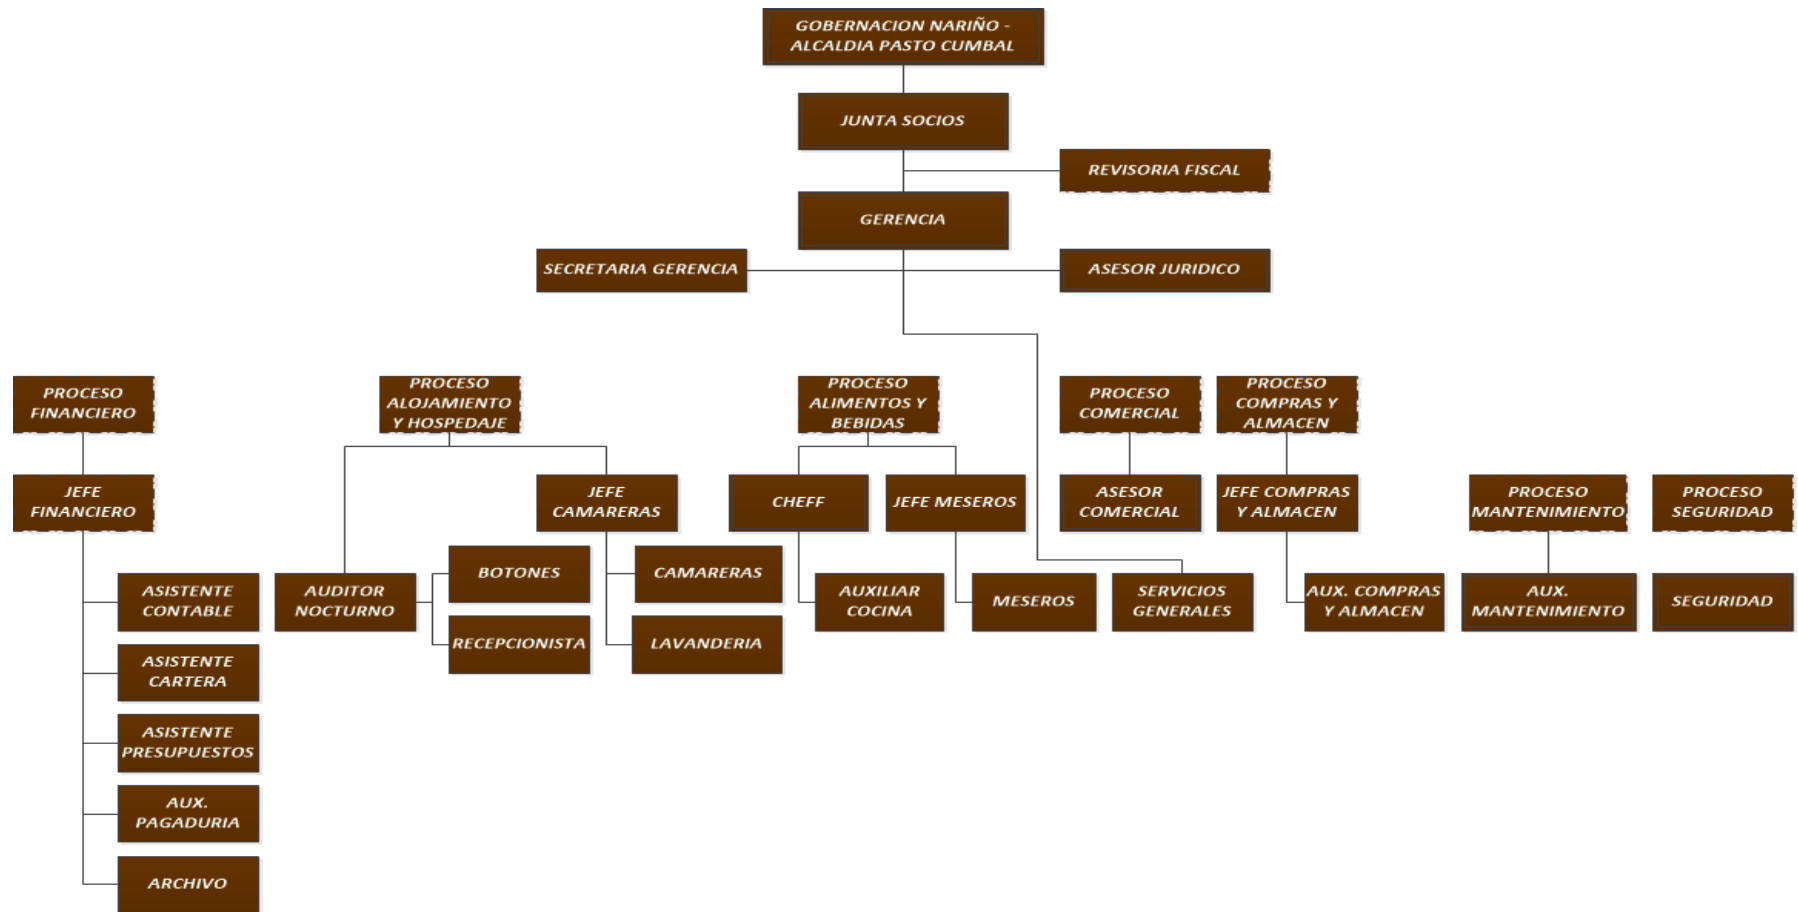 GOBERNACION NARIÑO -
ALCALDIA PASTO CUMBAL
JUNTA SOCIOS
REVISORIA FISCAL
GERENCIA
SECRETARIA GERENCIA
ASESOR JURIDICO
PROCESO
FINANCIERO
PROCESO
ALOJAMIENTO
Y HOSPEDAJE
PROCESO
ALIMENTOS Y
BEBIDAS
PROCESO
COMERCIAL
PROCESO
COMPRAS Y
ALMACEN
JEFE
FINANCIERO
JEFE
CAMARERAS
CHEFF
JEFE MESEROS
ASESOR
COMERCIAL
JEFE COMPRAS
Y ALMACEN
PROCESO
MANTENIMIENTO
PROCESO
SEGURIDAD
ASISTENTE
CONTABLE
AUDITOR
NOCTURNO
BOTONES
CAMARERAS
AUXILIAR
COCINA
MESEROS
SERVICIOS
GENERALES
AUX. COMPRAS
Y ALMACEN
AUX.
MANTENIMIENTO
SEGURIDAD
RECEPCIONISTA
LAVANDERIA
ASISTENTE
CARTERA
ASISTENTE
PRESUPUESTOS
AUX.
PAGADURIA
ARCHIVO